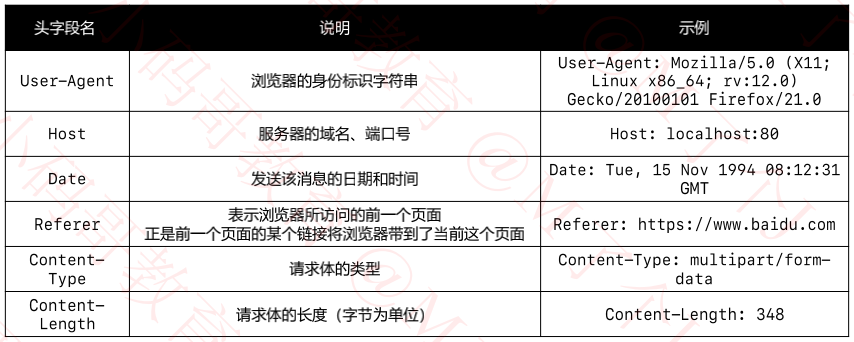 头字段名 说明 示例
User-Agent 浏览器的身份标识字符串 User-Agent: Mozilla/5.0 (X11;
Linux x86_64; rv:12.0)
Gecko/20100101 Firefox/21.0
Host 服务器的域名、端口号 Host: localhost:80
Date 发送该消息的日期和时间 Date: Tue, 15 Nov 1994 08:12:31
GMT
Referer 表示浏览器所访问的前一个页面
正是前一个页面的某个链接将浏览器带到了当前这个页面 Referer: https://www.baidu.com
Content-
Type 请求体的类型 Content-Type: multipart/form-
data
Content-
Length 请求体的长度（字节为单位） Content-Length: 348
小码哥教育